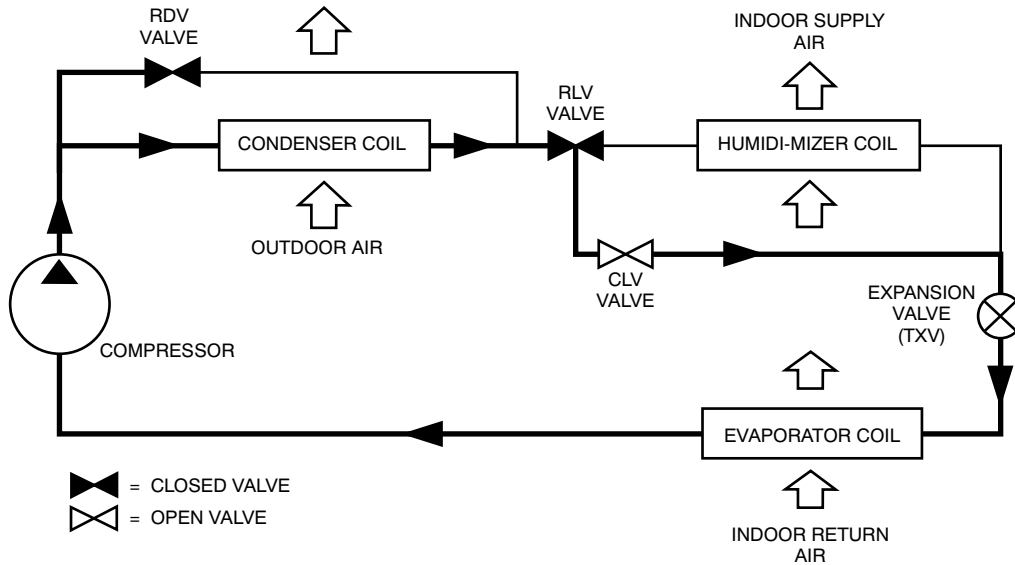 RDV
VALVE
INDOOR SUPPLY
AIR
RLV
VALVE
CONDENSER COIL
HUMIDI-MIZER COIL
OUTDOOR AIR
CLV
VALVE
EXPANSION
VALVE
(TXV)
COMPRESSOR
EVAPORATOR COIL
= CLOSED VALVE
= OPEN VALVE
INDOOR RETURN
AIR